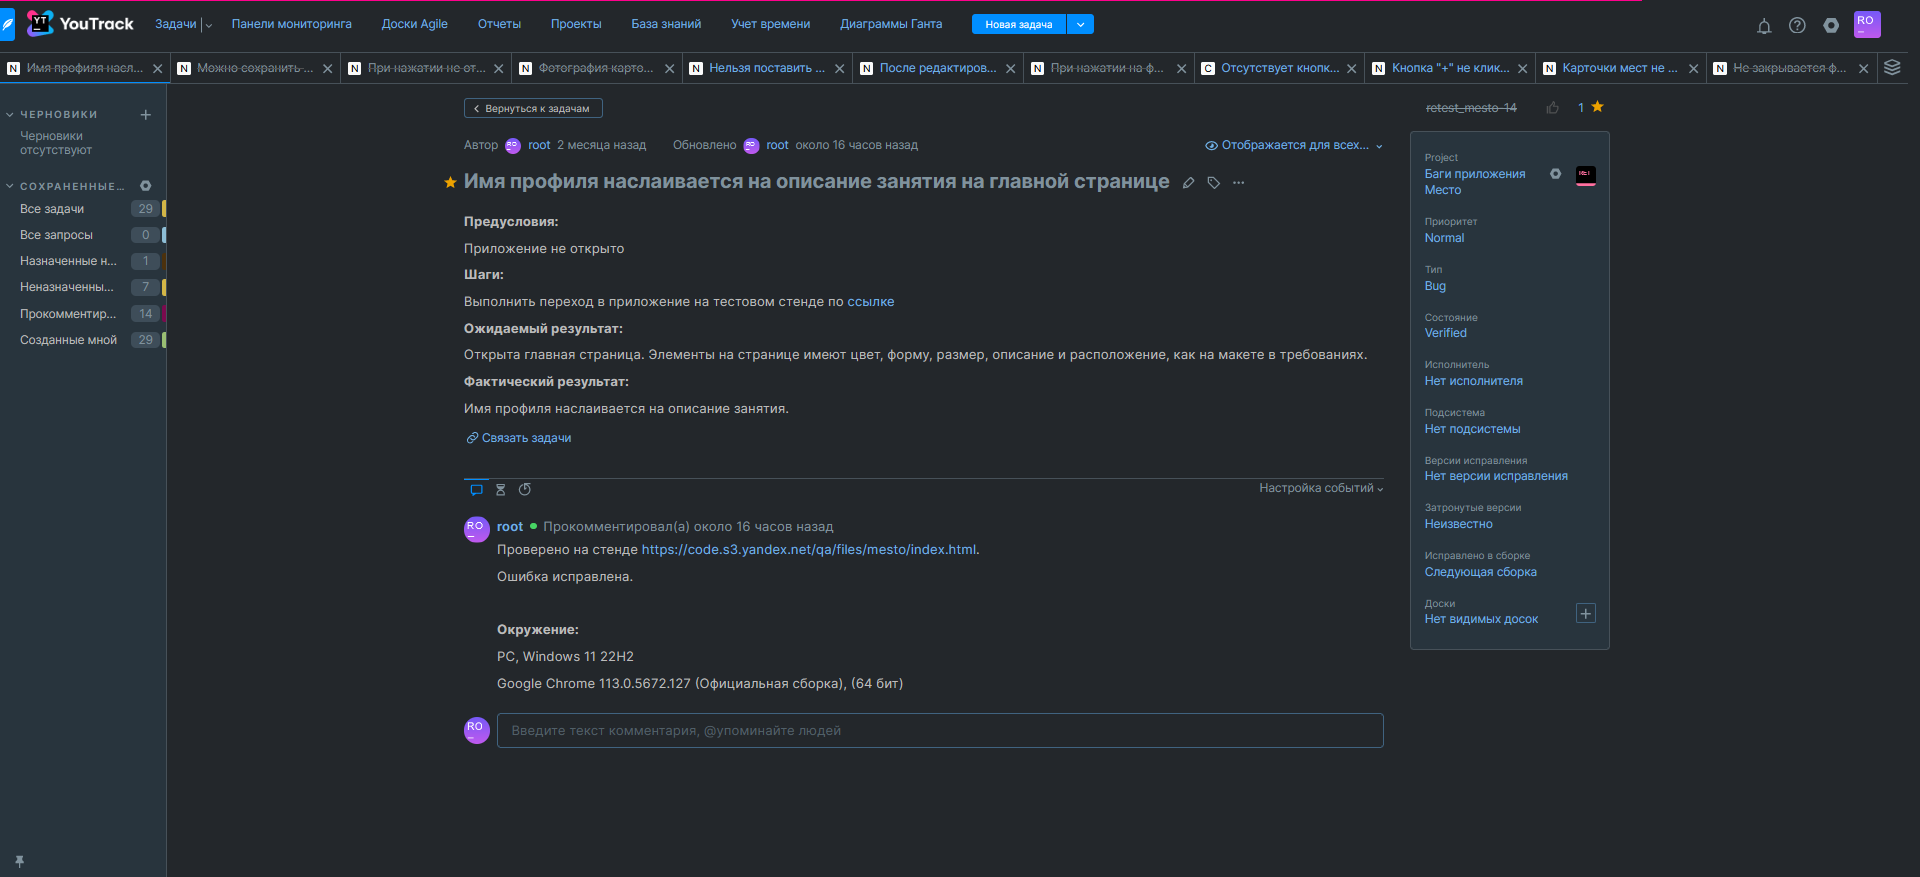 YT YouTrack Задачи Панели мониторинга Доски Agile Отчеты Проекты База знаний Учет времени Диаграммы Ганта Новая задача RO
N Имя профиля насл... N Можно сохранить ... N При нажатии не от... N Фотография карто... N Нельзя поставить ... N После редактиров... N При нажатии на ф... C Отсутствует кнопк... N Кнопка "+" не клик... N Карточки мест не ... N Не закрывается ф...
ЧЕРНОВИКИ
Черновики
отсутствуют
СОХРАНЕННЫЕ...
Все задачи 29
Все запросы 0
Назначенные н... 1
Неназначенны... 7
Прокомментир... 14
Созданные мной 29
Вернуться к задачам
Автор RO root 2 месяца назад Обновлено RO root около 16 часов назад Отображается для всех...
Имя профиля наслаивается на описание занятия на главной странице
Предусловия:
Приложение не открыто
Шаги:
Выполнить переход в приложение на тестовом стенде по ссылке
Ожидаемый результат:
Открыта главная страница. Элементы на странице имеют цвет, форму, размер, описание и расположение, как на макете в требованиях.
Фактический результат:
Имя профиля наслаивается на описание занятия.
Связать задачи
Настройка событий
RO root Прокомментировал(а) около 16 часов назад
Проверено на стенде https://code.s3.yandex.net/qa/files/mesto/index.html.
Ошибка исправлена.
Окружение:
PC, Windows 11 22H2
Google Chrome 113.0.5672.127 (Официальная сборка), (64 бит)
RO Введите текст комментария, @упоминайте людей
retest_mesto-14 1
Project
Баги приложения
Место
Приоритет
Normal
Тип
Bug
Состояние
Verified
Исполнитель
Нет исполнителя
Подсистема
Нет подсистемы
Версии исправления
Нет версии исправления
Затронутые версии
Неизвестно
Исправлено в сборке
Следующая сборка
Доски
Нет видимых досок